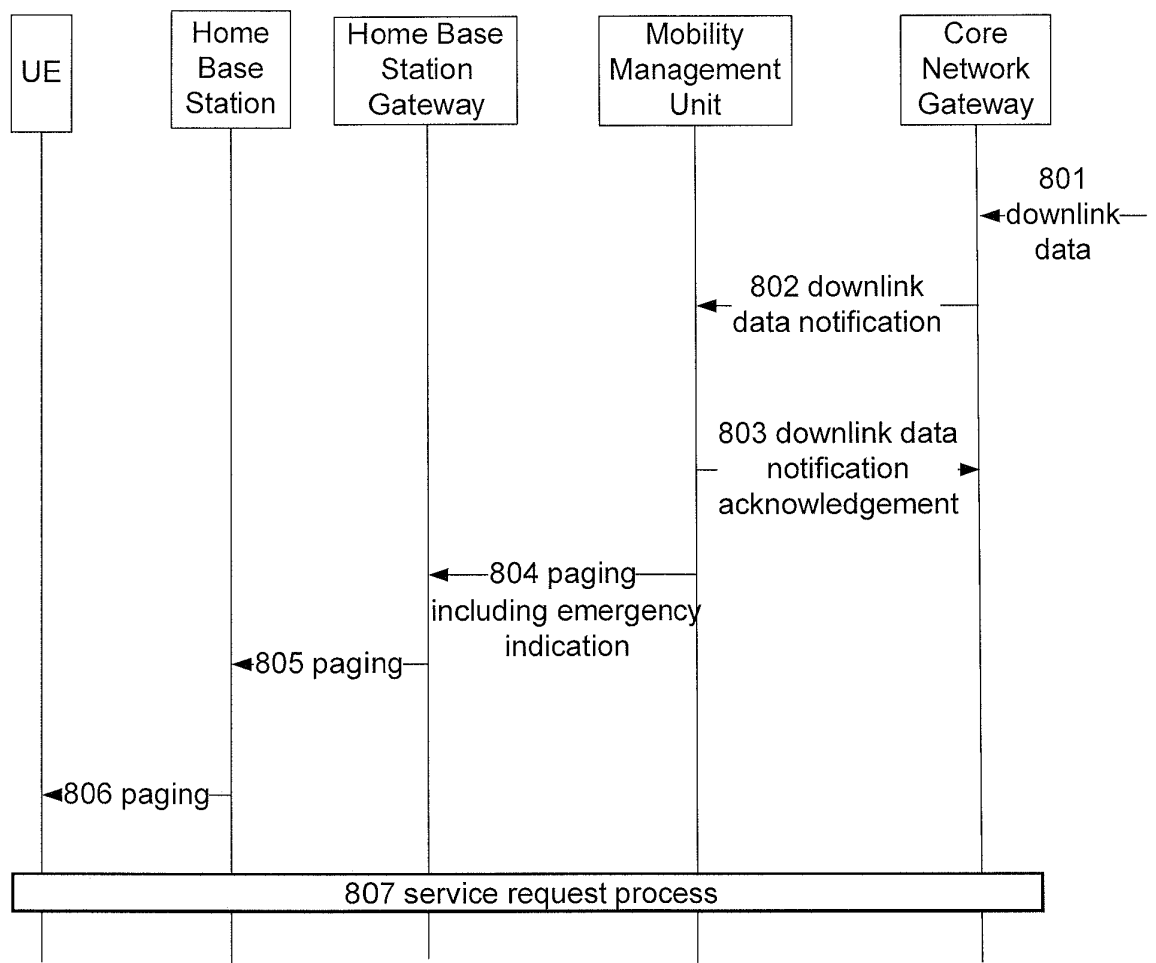 UE
Home
Base
Station
Home Base
Station
Gateway
Mobility
Management
Unit
Core
Network
Gateway
801
downlink
data
802 downlink
data notification
803 downlink data
notification
acknowledgement
804 paging
including emergency
indication
805 paging
806 paging
807 service request process